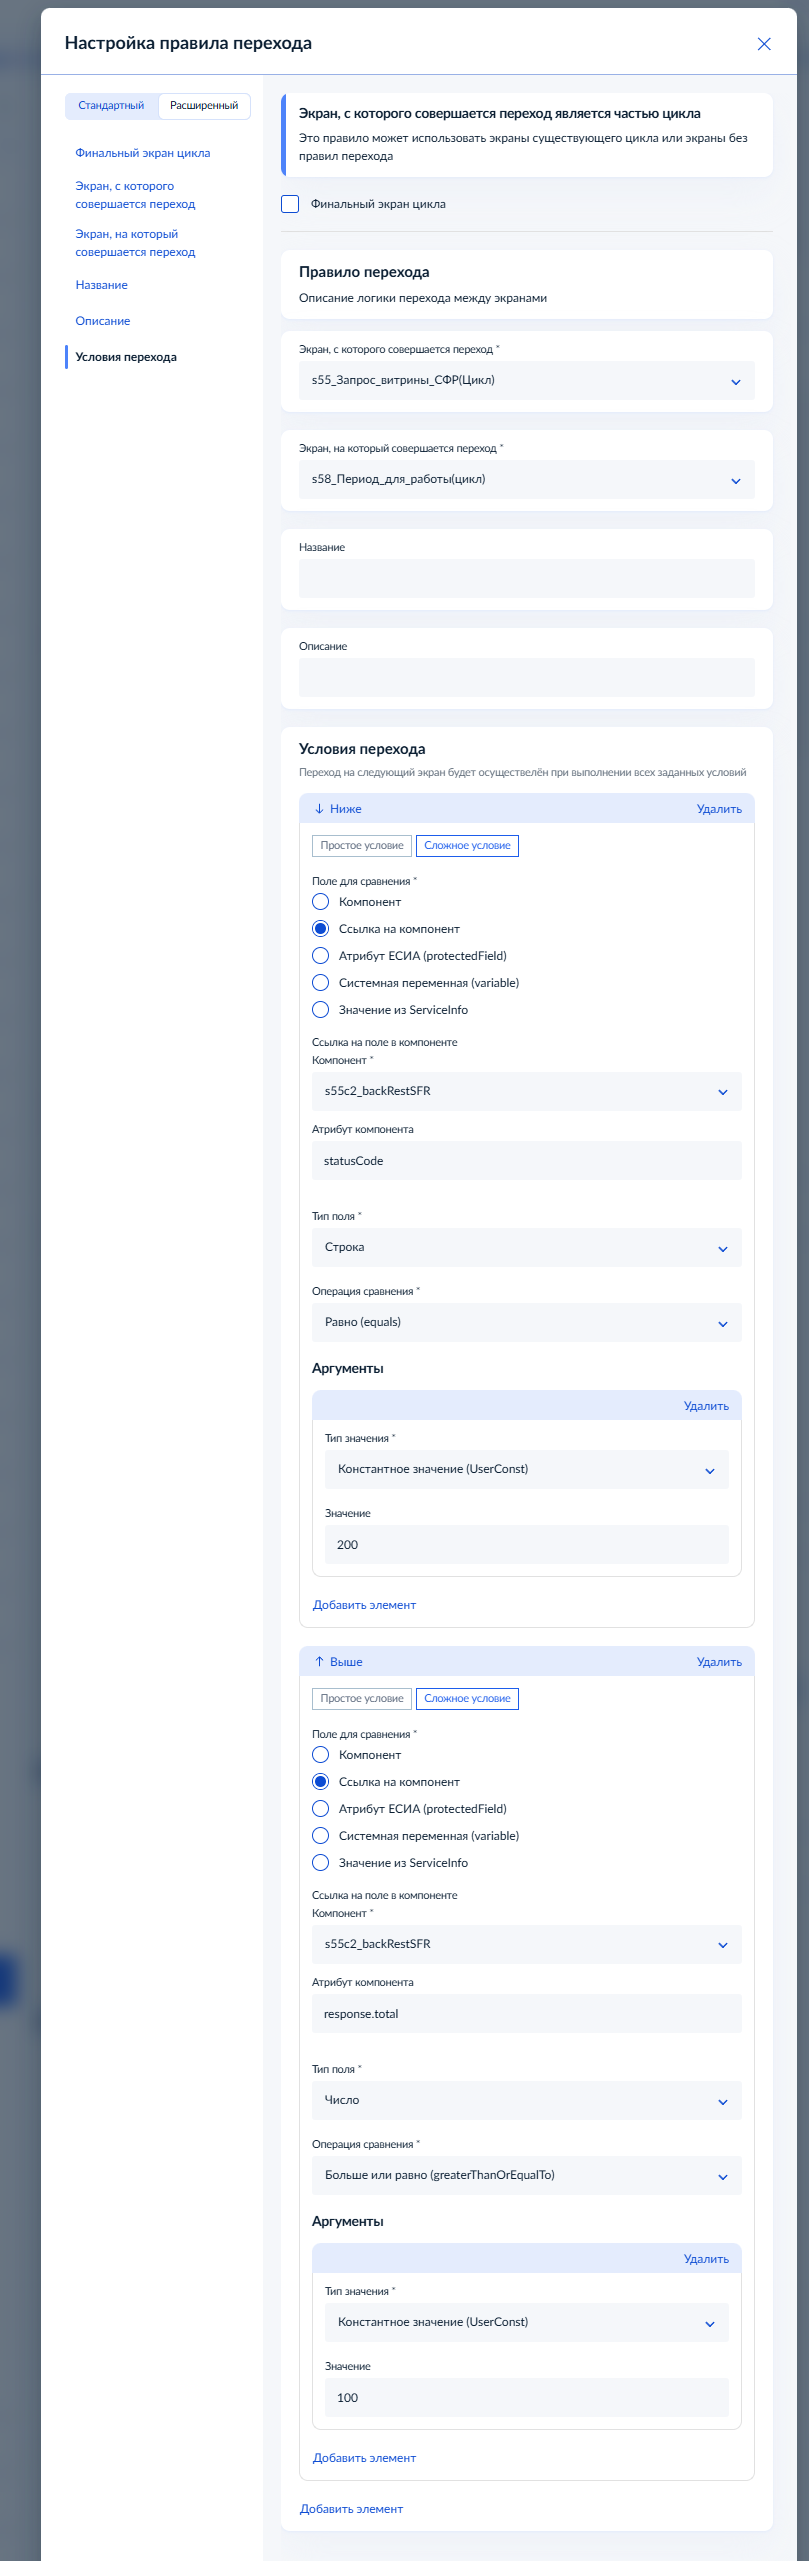 Настройка правила перехода
Стандартный
Расширенный
Финальный экран цикла
Экран, с которого
совершается переход
Экран, на который
совершается переход
Название
Описание
Условия перехода
Экран, с которого совершается переход является частью цикла
Это правило может использовать экраны существующего цикла или экраны без
правил перехода
Финальный экран цикла
Правило перехода
Описание логики перехода между экранами
Экран, с которого совершается переход *
s55_Запрос_витрины_СФР(Цикл)
Экран, на который совершается переход *
s58_Период_для_работы(цикл)
Название
Описание
Условия перехода
Переход на следующий экран будет осуществелён при выполнении всех заданных условий
↓ Ниже
Удалить
Простое условие
Сложное условие
Поле для сравнения *
Компонент
Ссылка на компонент
Атрибут ЕСИА (protectedField)
Системная переменная (variable)
Значение из ServiceInfo
Ссылка на поле в компоненте
Компонент *
s55c2_backRestSFR
Атрибут компонента
statusCode
Тип поля *
Строка
Операция сравнения *
Равно (equals)
Аргументы
Удалить
Тип значения *
Константное значение (UserConst)
Значение
200
Добавить элемент
↑ Выше
Удалить
Простое условие
Сложное условие
Поле для сравнения *
Компонент
Ссылка на компонент
Атрибут ЕСИА (protectedField)
Системная переменная (variable)
Значение из ServiceInfo
Ссылка на поле в компоненте
Компонент *
s55c2_backRestSFR
Атрибут компонента
response.total
Тип поля *
Число
Операция сравнения *
Больше или равно (greaterThanOrEqualTo)
Аргументы
Удалить
Тип значения *
Константное значение (UserConst)
Значение
100
Добавить элемент
Добавить элемент